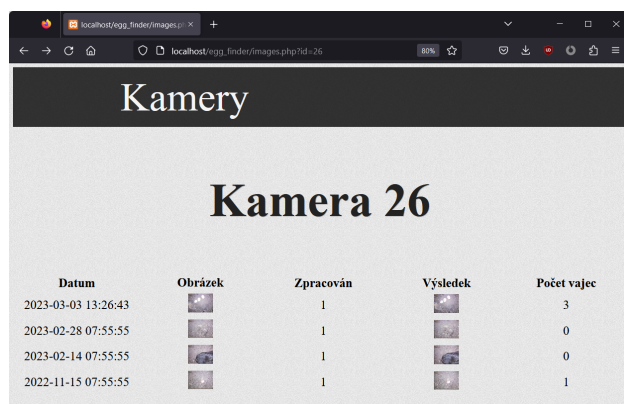 localhost/egg_finder/images.ph
localhost/egg_finder/images.php?id=26
80%
Kamery
Kamera 26
Datum Obrázek Zpracován Výsledek Počet vajec
2023-03-03 13:26:43 1 3
2023-02-28 07:55:55 1 0
2023-02-14 07:55:55 1 0
2022-11-15 07:55:55 1 1